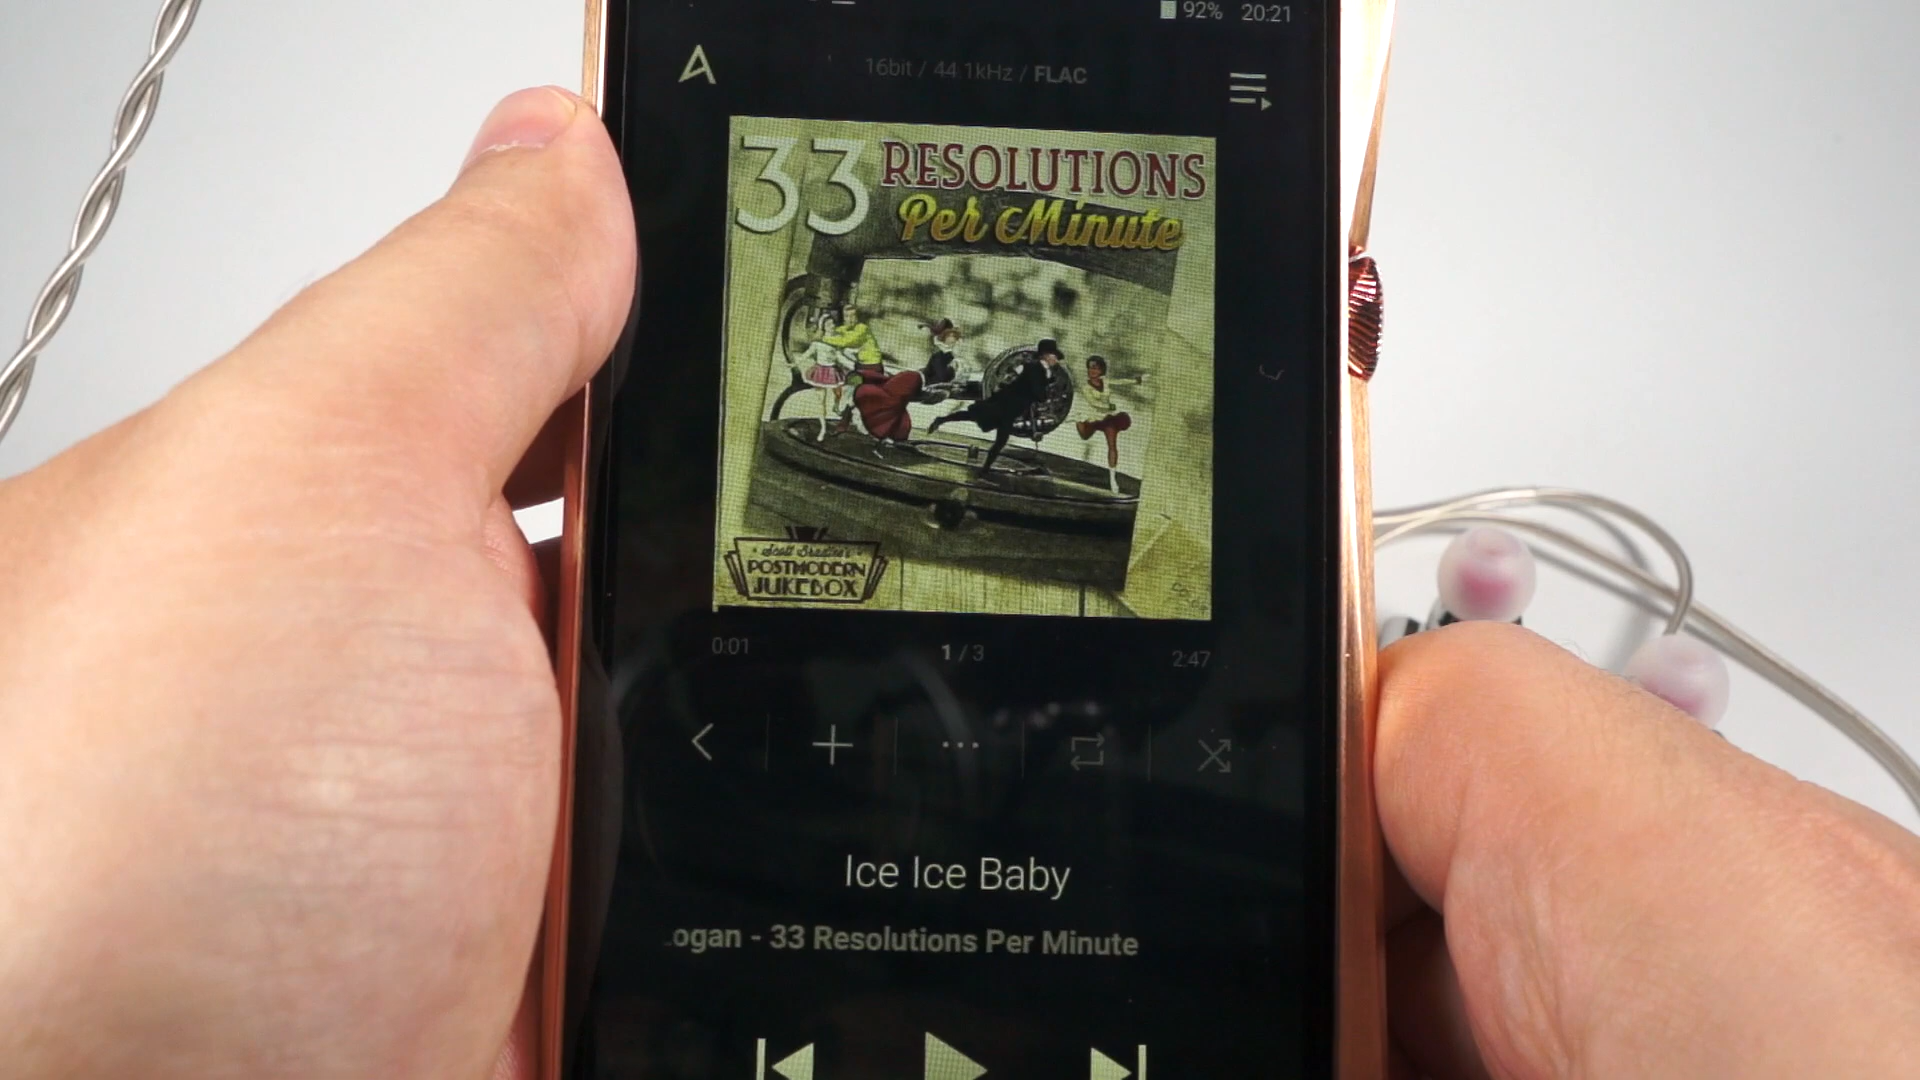 92% 20:21
16bit / 44.1kHz / FLAC
33 RESOLUTIONS
Per Minute
Scott Bradlee's
POSTMODERN
JUKEBOX
0:01 1 / 3 2:47
Ice Ice Baby
ogan - 33 Resolutions Per Minute